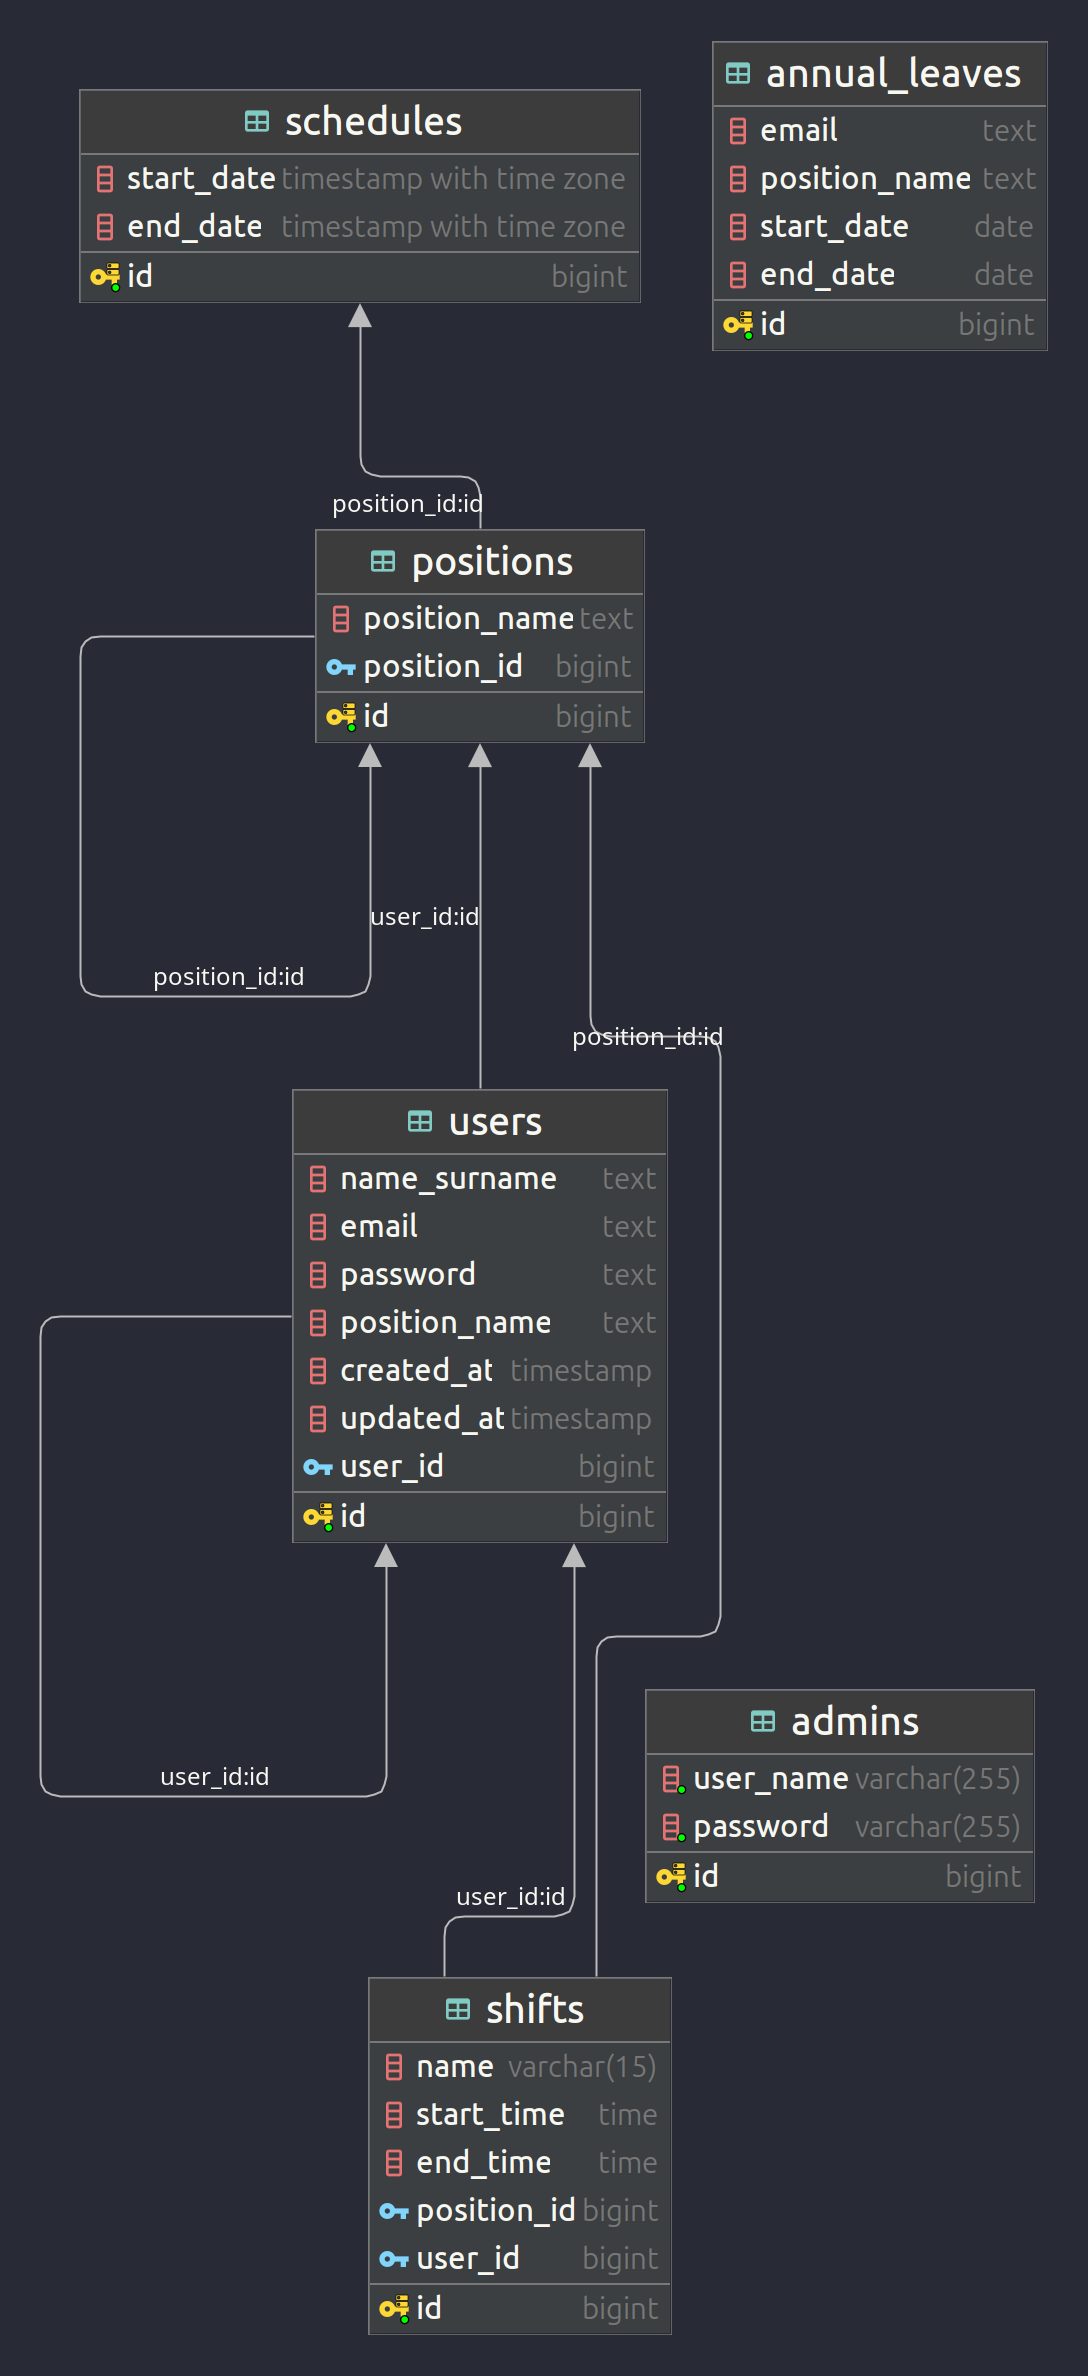 schedules
start_date timestamp with time zone
end_date timestamp with time zone
id bigint
annual_leaves
email text
position_name text
start_date date
end_date date
id bigint
position_id:id
positions
position_name text
position_id bigint
id bigint
user_id:id
position_id:id
position_id:id
users
name_surname text
email text
password text
position_name text
created_at timestamp
updated_at timestamp
user_id bigint
id bigint
user_id:id
admins
user_name varchar(255)
password varchar(255)
id bigint
user_id:id
shifts
name varchar(15)
start_time time
end_time time
position_id bigint
user_id bigint
id bigint